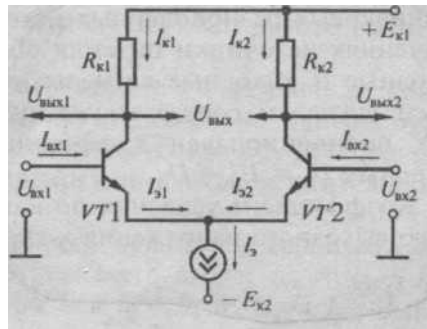 +Eк1
Iк1 Iк2
Rк1 Rк2
Uвых1 Uвых Uвых2
Iвх1 Iвх2
Uвх1 Iэ1 Iэ2 Uвх2
VT1 VT2
Iэ
−Eк2